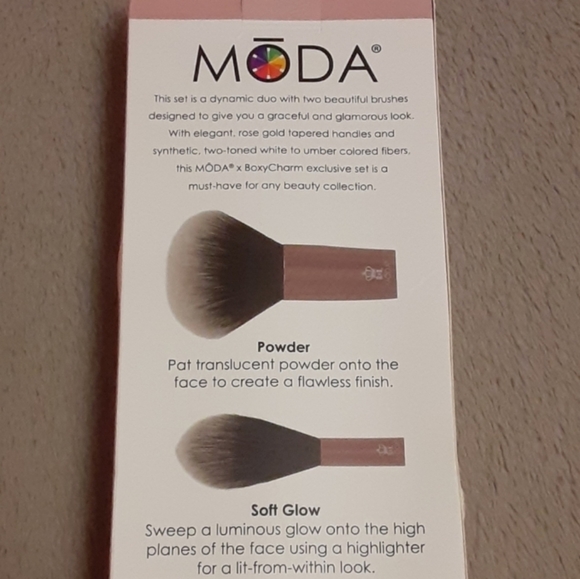 MŌDA®
This set is a dynamic duo with two beautiful brushes
designed to give you a graceful and glamorous look.
With elegant, rose gold tapered handles and
synthetic, two-toned white to umber colored fibers,
this MŌDA® x BoxyCharm exclusive set is a
must-have for any beauty collection.
Powder
Pat translucent powder onto the
face to create a flawless finish.
Soft Glow
Sweep a luminous glow onto the high
planes of the face using a highlighter
for a lit-from-within look.